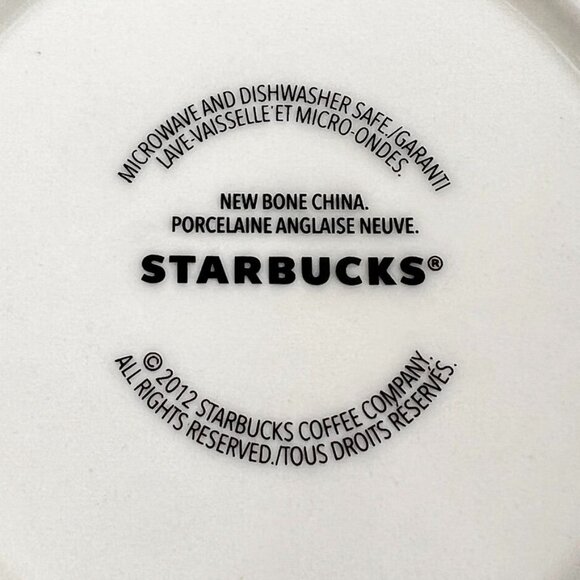 MICROWAVE AND DISHWASHER SAFE./GARANTI
LAVE-VAISSELLE ET MICRO-ONDES.
NEW BONE CHINA.
PORCELAINE ANGLAISE NEUVE.
STARBUCKS®
© 2012 STARBUCKS COFFEE COMPANY.
ALL RIGHTS RESERVED./TOUS DROITS RÉSERVÉS.